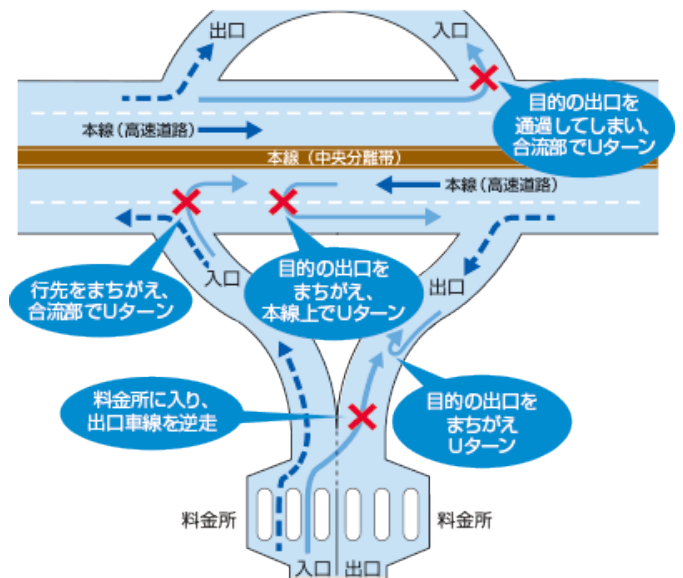 出口
入口
目的の出口を
通過してしまい、
合流部でUターン
本線(高速道路)
本線(中央分離帯)
本線(高速道路)
行先をまちがえ、
合流部でUターン
入口
目的の出口を
まちがえ、
本線上でUターン
出口
料金所に入り、
出口車線を逆走
目的の出口を
まちがえ
Uターン
料金所
料金所
入口
出口